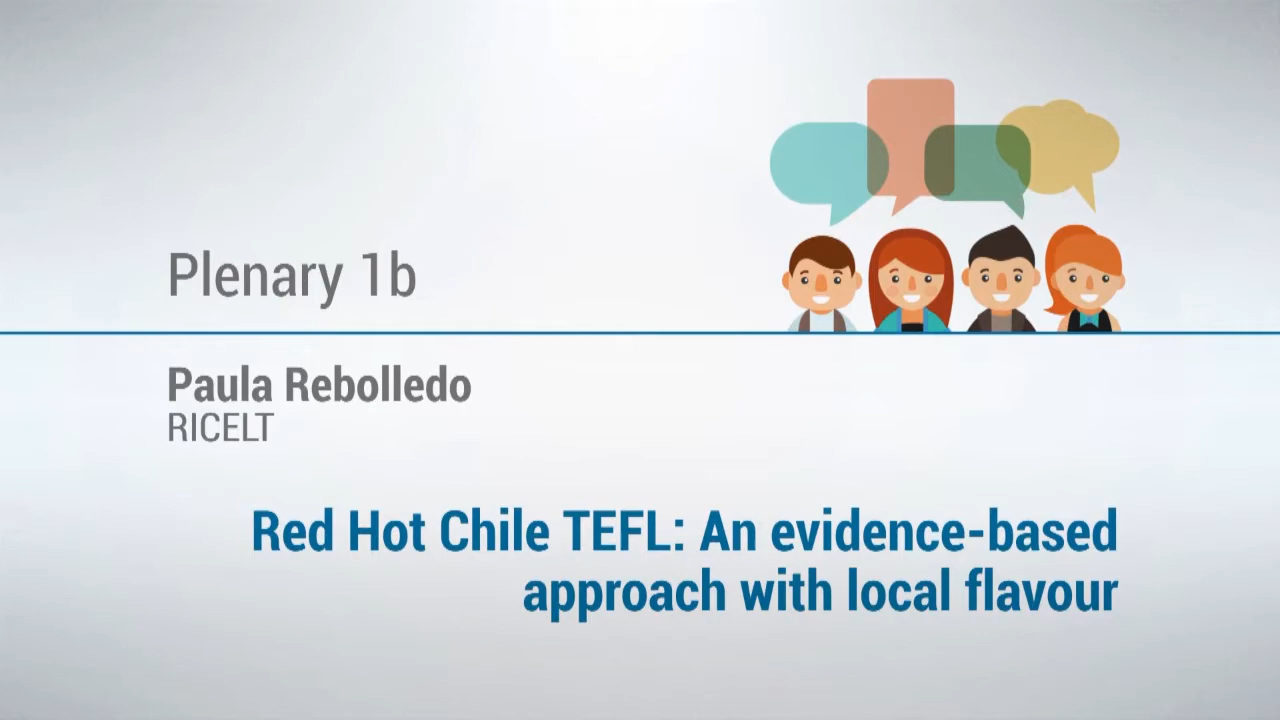 Plenary 1b
Paula Rebolledo
RICELT
Red Hot Chile TEFL: An evidence-based
approach with local flavour